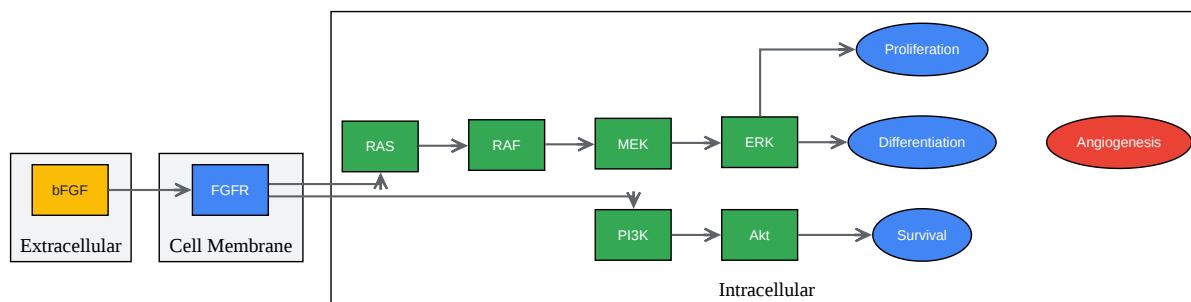 Proliferation
RAS
RAF
MEK
ERK
Differentiation
Angiogenesis
bFGF
FGFR
Extracellular
Cell Membrane
PI3K
Akt
Survival
Intracellular